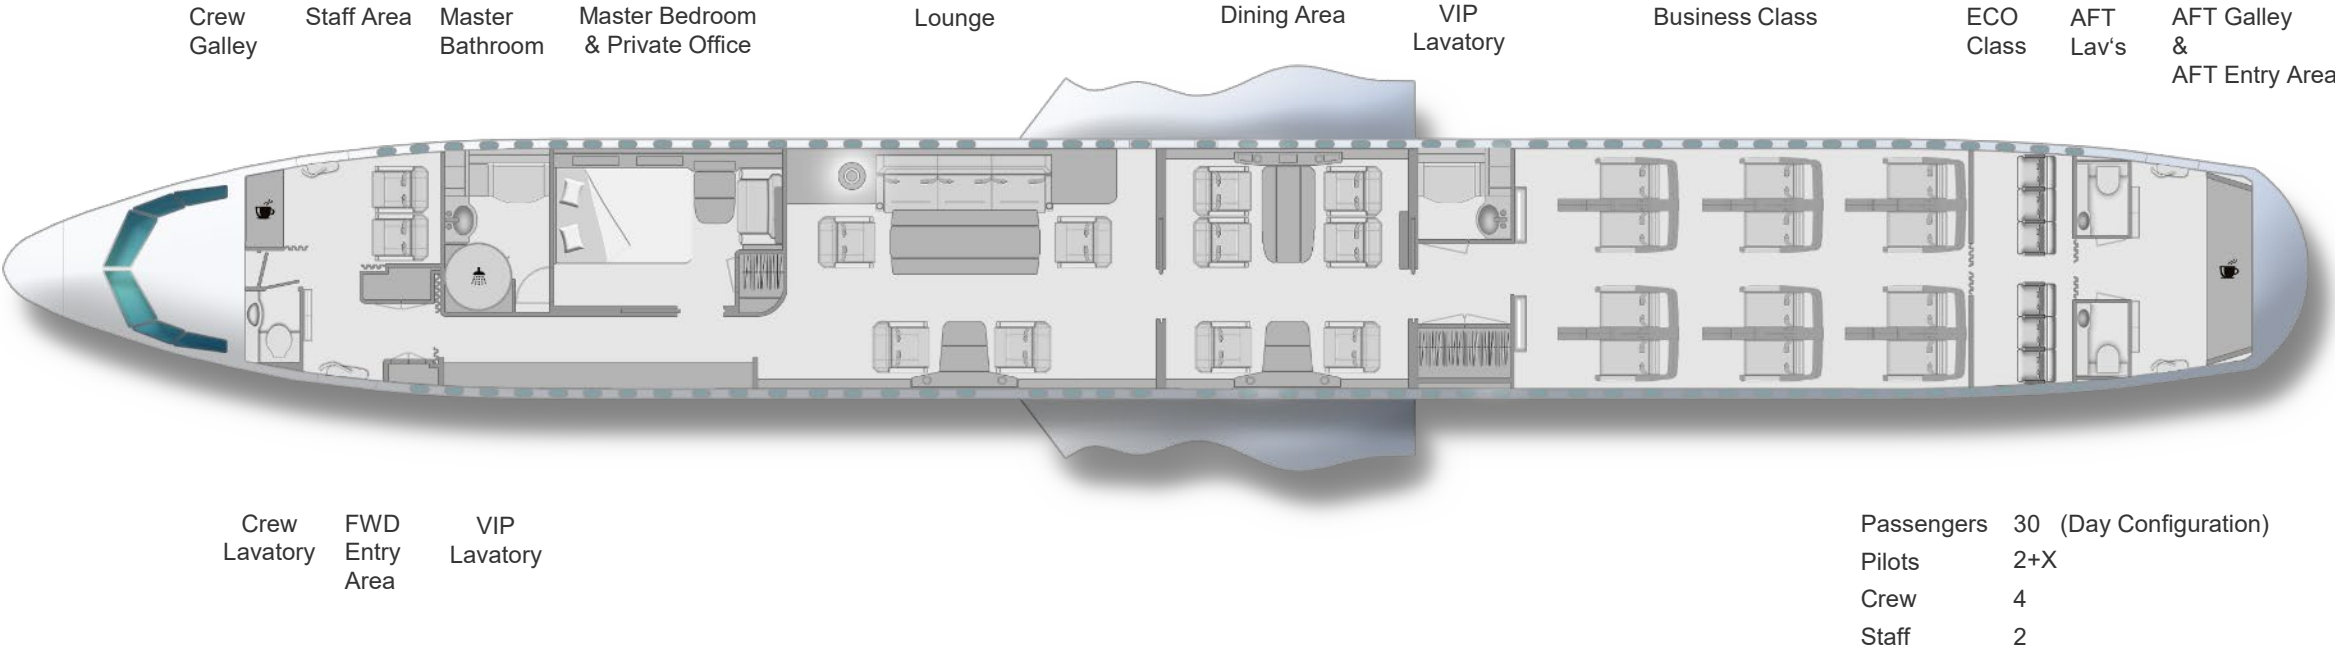 Crew
Galley
Staff Area
Master
Bathroom
Master Bedroom
& Private Office
Lounge
Dining Area
VIP
Lavatory
Business Class
ECO
Class
AFT
Lav‘s
AFT Galley
&
AFT Entry Area
Crew
Lavatory
FWD
Entry
Area
VIP
Lavatory
Passengers 30 (Day Configuration)
Pilots 2+X
Crew 4
Staff 2